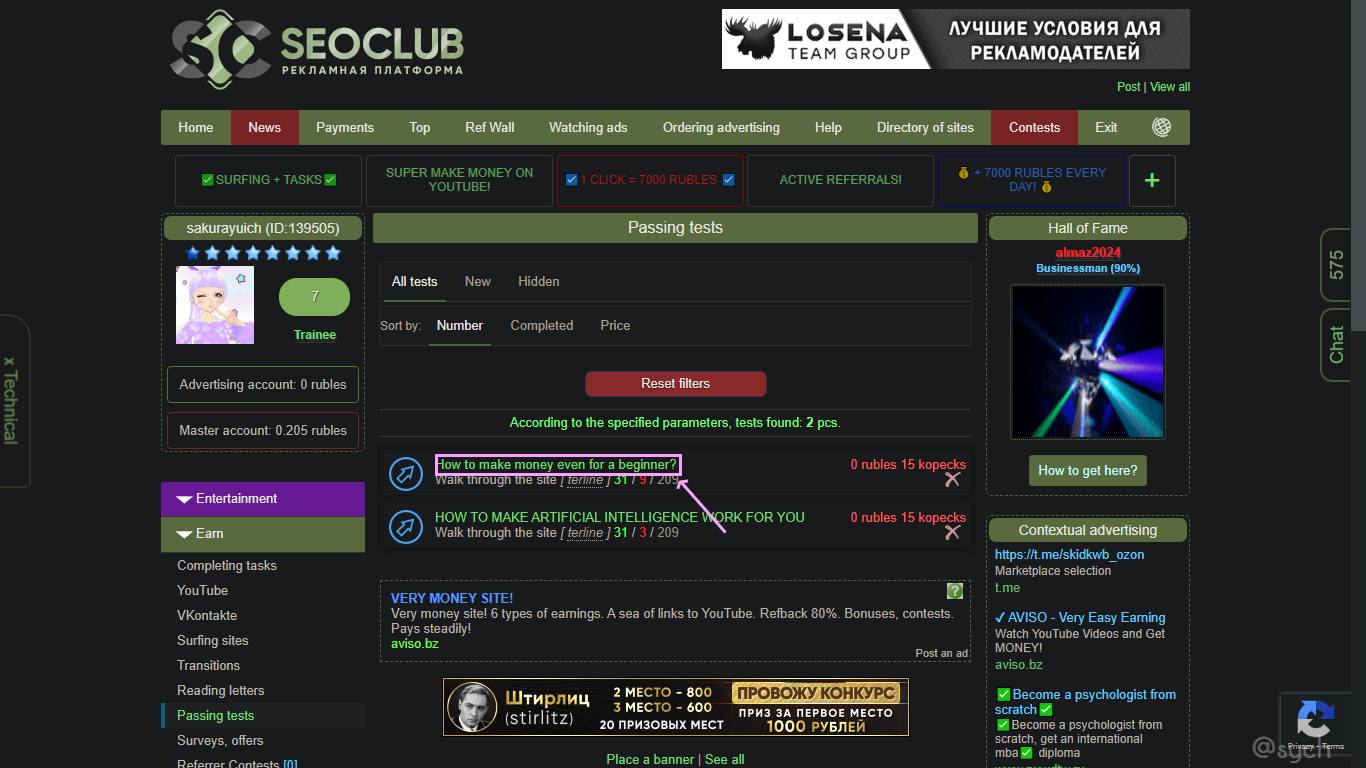 SEOCLUB
РЕКЛАМНАЯ ПЛАТФОРМА
LOSENA
TEAM GROUP
ЛУЧШИЕ УСЛОВИЯ ДЛЯ
РЕКЛАМОДАТЕЛЕЙ
Post | View all
Home News Payments Top Ref Wall Watching ads Ordering advertising Help Directory of sites Contests Exit
✅SURFING + TASKS✅
SUPER MAKE MONEY ON
YOUTUBE!
☑ 1 CLICK = 7000 RUBLES ☑
ACTIVE REFERRALS!
💰 + 7000 RUBLES EVERY
DAY! 💰
+
sakurayuich (ID:139505)
7
Trainee
Advertising account: 0 rubles
Master account: 0.205 rubles
Entertainment
Earn
Completing tasks
YouTube
VKontakte
Surfing sites
Transitions
Reading letters
Passing tests
Surveys, offers
Referrer Contests [0]
x Technical
Passing tests
All tests New Hidden
Sort by: Number Completed Price
Reset filters
According to the specified parameters, tests found: 2 pcs.
How to make money even for a beginner?
0 rubles 15 kopecks
Walk through the site [ terline ] 31 / 9 / 209
HOW TO MAKE ARTIFICIAL INTELLIGENCE WORK FOR YOU
0 rubles 15 kopecks
Walk through the site [ terline ] 31 / 3 / 209
VERY MONEY SITE!
?
Very money site! 6 types of earnings. A sea of links to YouTube. Refback 80%. Bonuses, contests.
Pays steadily!
aviso.bz
Post an ad
Штирлиц
(stirlitz)
2 МЕСТО - 800
3 МЕСТО - 600
20 ПРИЗОВЫХ МЕСТ
ПРОВОЖУ КОНКУРС
ПРИЗ ЗА ПЕРВОЕ МЕСТО
1000 РУБЛЕЙ
Place a banner | See all
Hall of Fame
almaz2024
Businessman (90%)
How to get here?
Contextual advertising
https://t.me/skidkwb_ozon
Marketplace selection
t.me
✓ AVISO - Very Easy Earning
Watch YouTube Videos and Get
MONEY!
aviso.bz
✅Become a psychologist from
scratch✅
✅Become a psychologist from
scratch, get an international
mba✅ diploma
575
Chat
Privacy - Terms
@sych